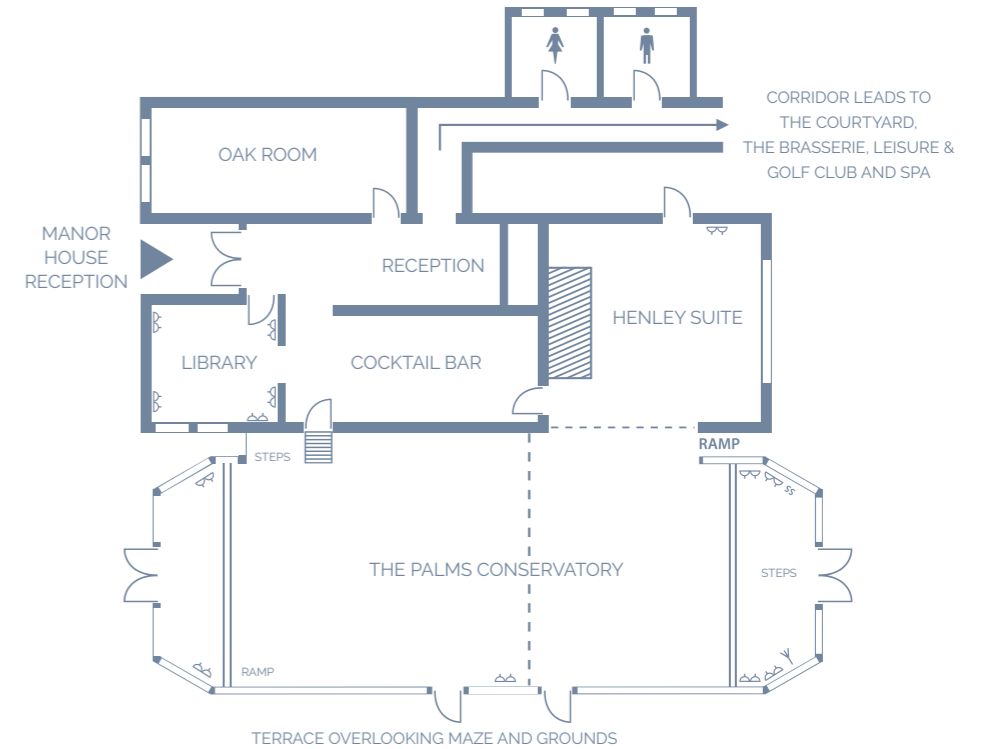 CORRIDOR LEADS TO
THE COURTYARD,
THE BRASSERIE, LEISURE &
GOLF CLUB AND SPA
OAK ROOM
MANOR
HOUSE
RECEPTION
RECEPTION
HENLEY SUITE
LIBRARY
COCKTAIL BAR
RAMP
STEPS
SS
THE PALMS CONSERVATORY
STEPS
RAMP
TERRACE OVERLOOKING MAZE AND GROUNDS